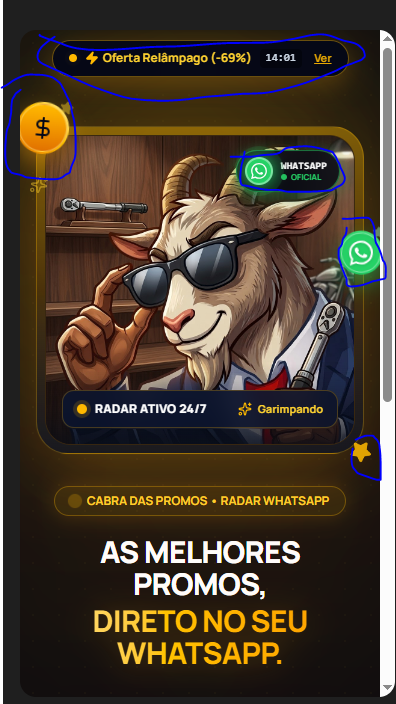 Oferta Relâmpago (-69%) 14:01 Ver
$
WHATSAPP
OFICIAL
RADAR ATIVO 24/7 Garimpando
CABRA DAS PROMOS • RADAR WHATSAPP
AS MELHORES
PROMOS,
DIRETO NO SEU
WHATSAPP.